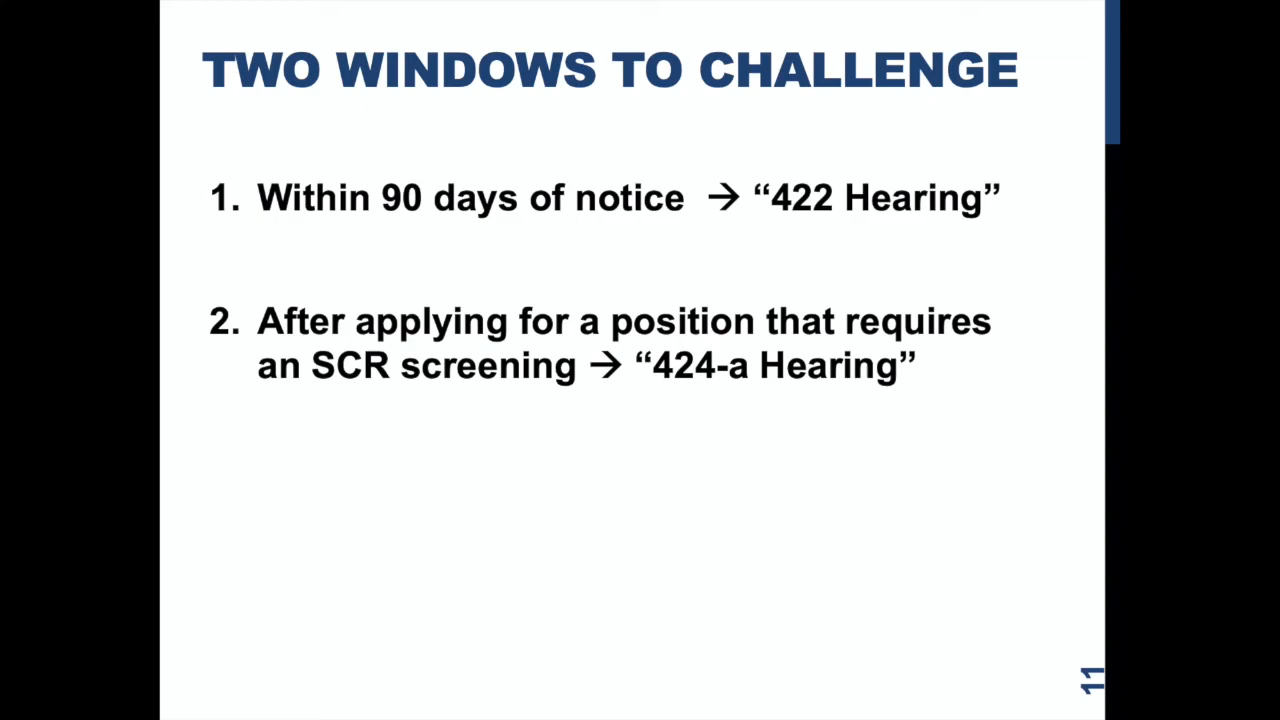 TWO WINDOWS TO CHALLENGE
1. Within 90 days of notice → “422 Hearing”
2. After applying for a position that requires
an SCR screening → “424-a Hearing”
11